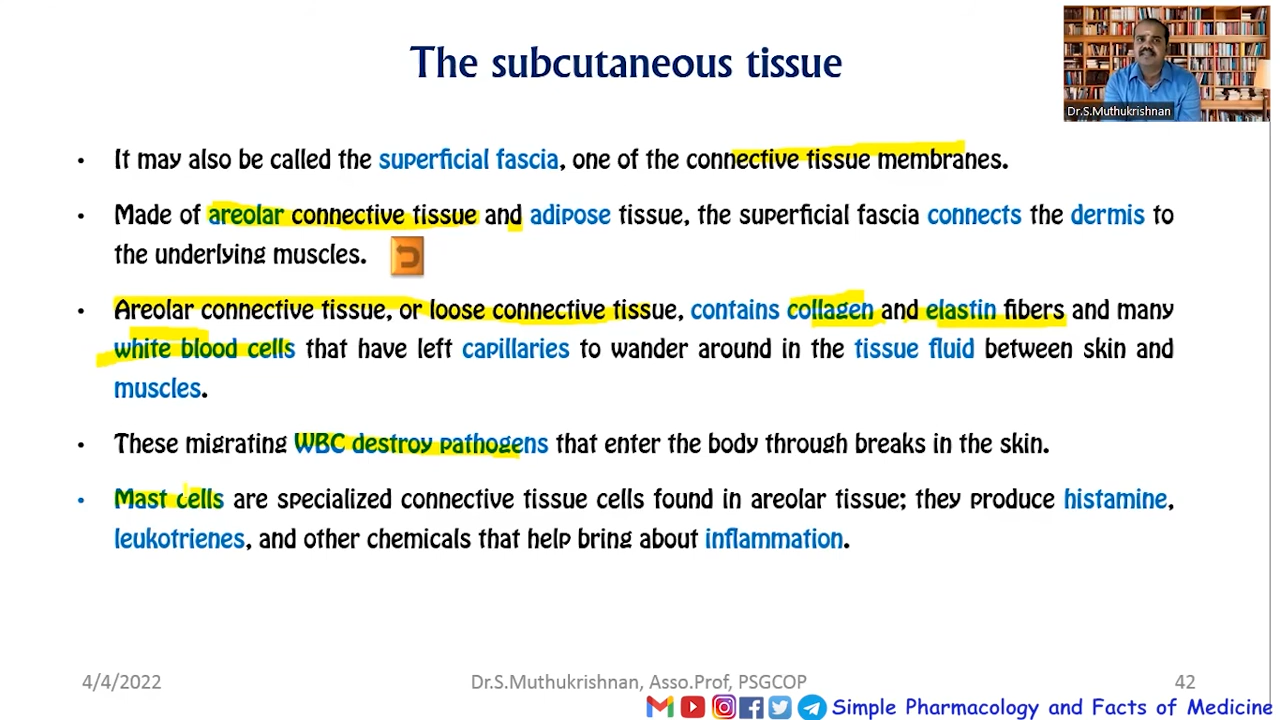 The subcutaneous tissue
Dr.S.Muthukrishnan
• It may also be called the superficial fascia, one of the connective tissue membranes.
• Made of areolar connective tissue and adipose tissue, the superficial fascia connects the dermis to
the underlying muscles.
• Areolar connective tissue, or loose connective tissue, contains collagen and elastin fibers and many
white blood cells that have left capillaries to wander around in the tissue fluid between skin and
muscles.
• These migrating WBC destroy pathogens that enter the body through breaks in the skin.
• Mast cells are specialized connective tissue cells found in areolar tissue; they produce histamine,
leukotrienes, and other chemicals that help bring about inflammation.
4/4/2022
Dr.S.Muthukrishnan, Asso.Prof, PSGCOP
42
Simple Pharmacology and Facts of Medicine